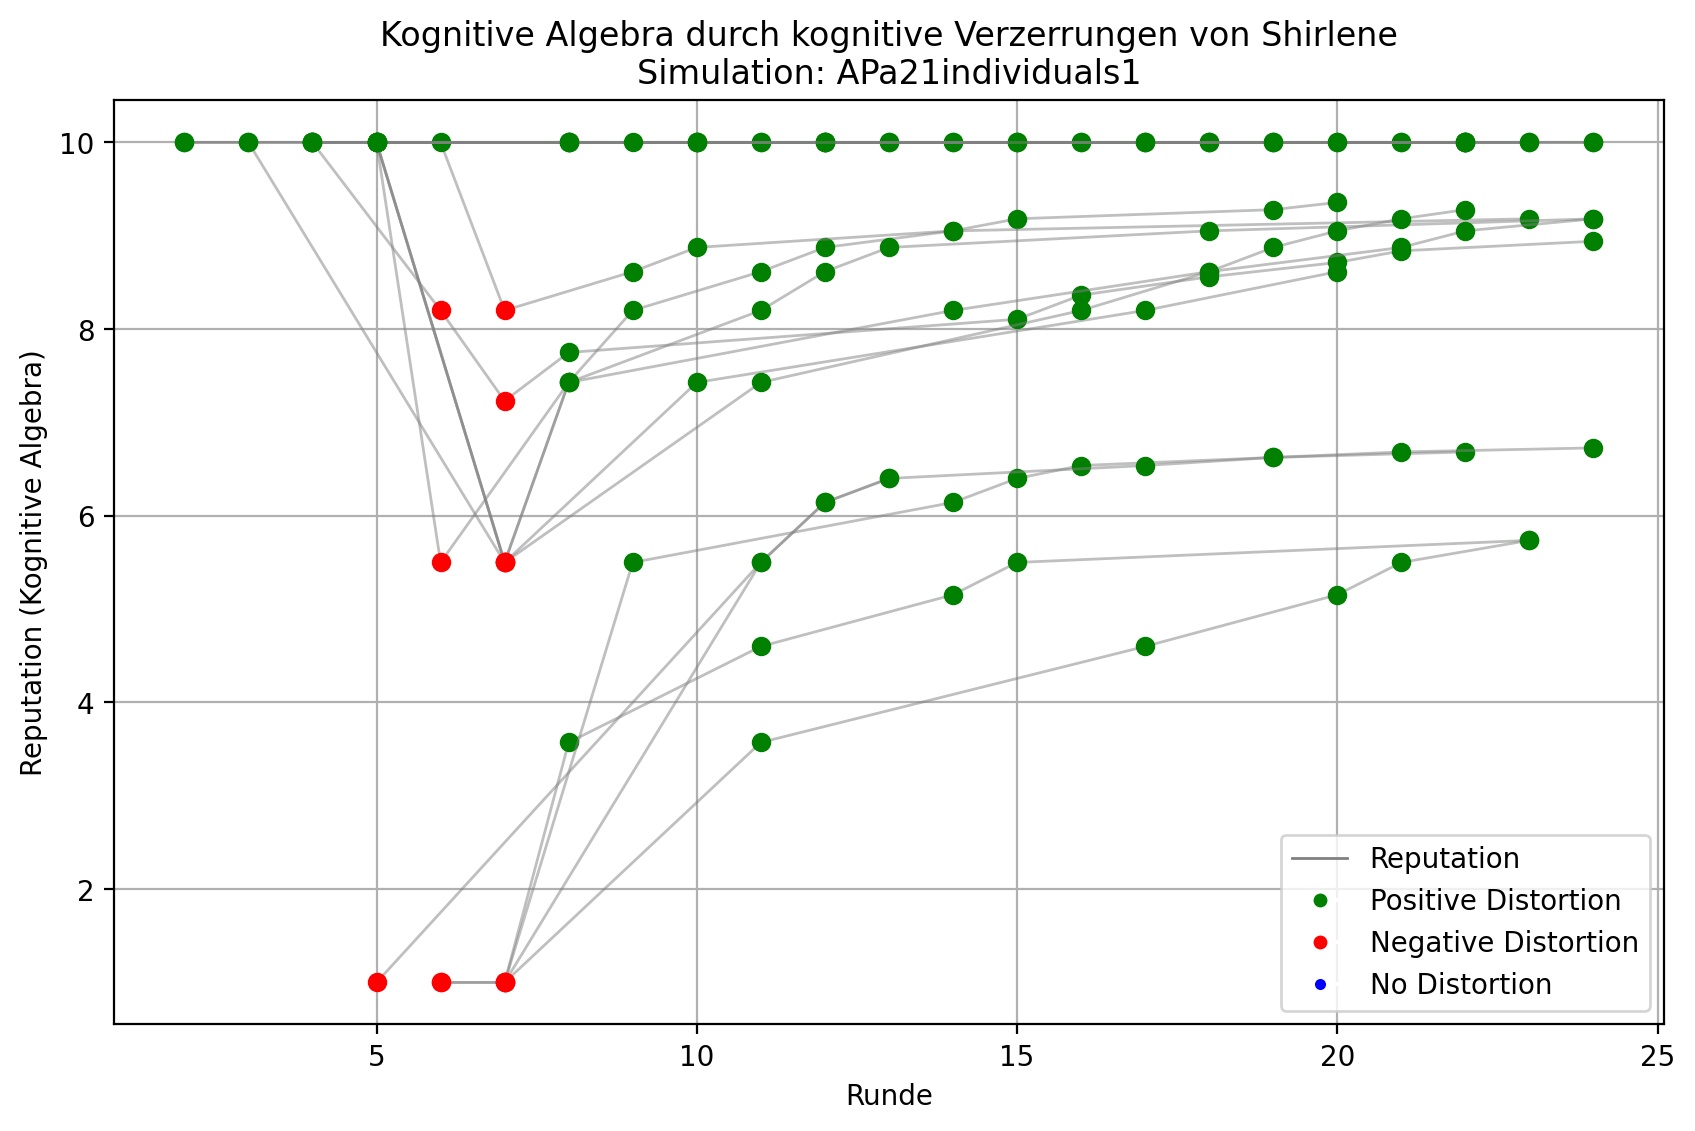 Kognitive Algebra durch kognitive Verzerrungen von Shirlene
Simulation: APa21individuals1
Reputation (Kognitive Algebra)
10
8
6
4
2
5
10
15
20
25
Runde
Reputation
Positive Distortion
Negative Distortion
No Distortion